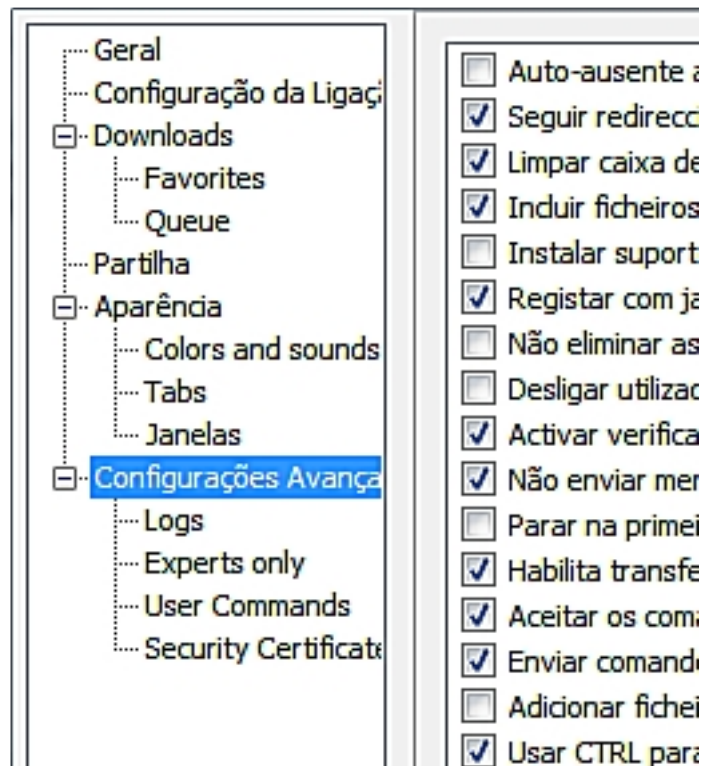 Geral
Configuração da Ligaç
Downloads
Favorites
Queue
Partilha
Aparência
Colors and sounds
Tabs
Janelas
Configurações Avança
Logs
Experts only
User Commands
Security Certificate
Auto-ausente a
Seguir redirecci
Limpar caixa de
Incluir ficheiros
Instalar suport
Registar com ja
Não eliminar as
Desligar utilizad
Activar verifica
Não enviar men
Parar na primei
Habilita transfe
Aceitar os coma
Enviar comando
Adicionar fichei
Usar CTRL para